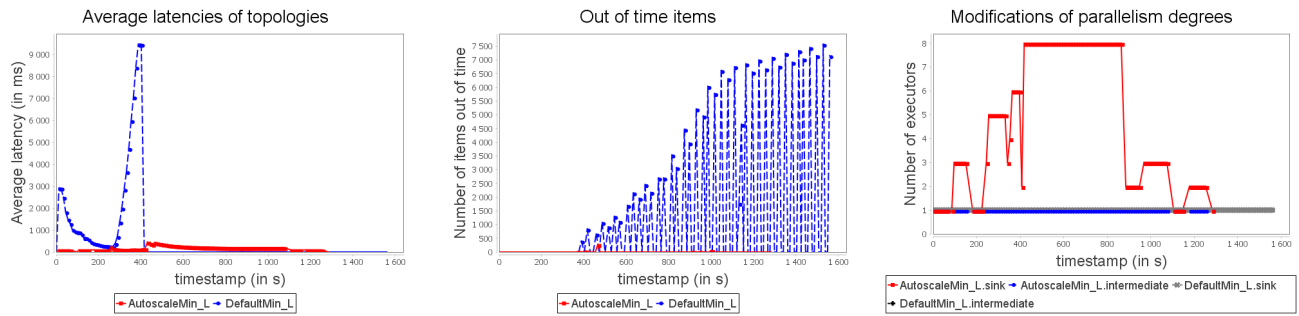 Average latencies of topologies
Average latency (in ms)
9 000
8 000
7 000
6 000
5 000
4 000
3 000
2 000
1 000
0
0 200 400 600 800 1 000 1 200 1 400 1 600
timestamp (in s)
AutoscaleMin_L DefaultMin_L
Out of time items
Number of items out of time
7 500
7 000
6 500
6 000
5 500
5 000
4 500
4 000
3 500
3 000
2 500
2 000
1 500
1 000
500
0
0 200 400 600 800 1 000 1 200 1 400 1 600
timestamp (in s)
AutoscaleMin_L DefaultMin_L
Modifications of parallelism degrees
Number of executors
8
7
6
5
4
3
2
1
0
0 200 400 600 800 1 000 1 200 1 400 1 600
timestamp (in s)
AutoscaleMin_L.sink AutoscaleMin_L.intermediate DefaultMin_L.sink
DefaultMin_L.intermediate